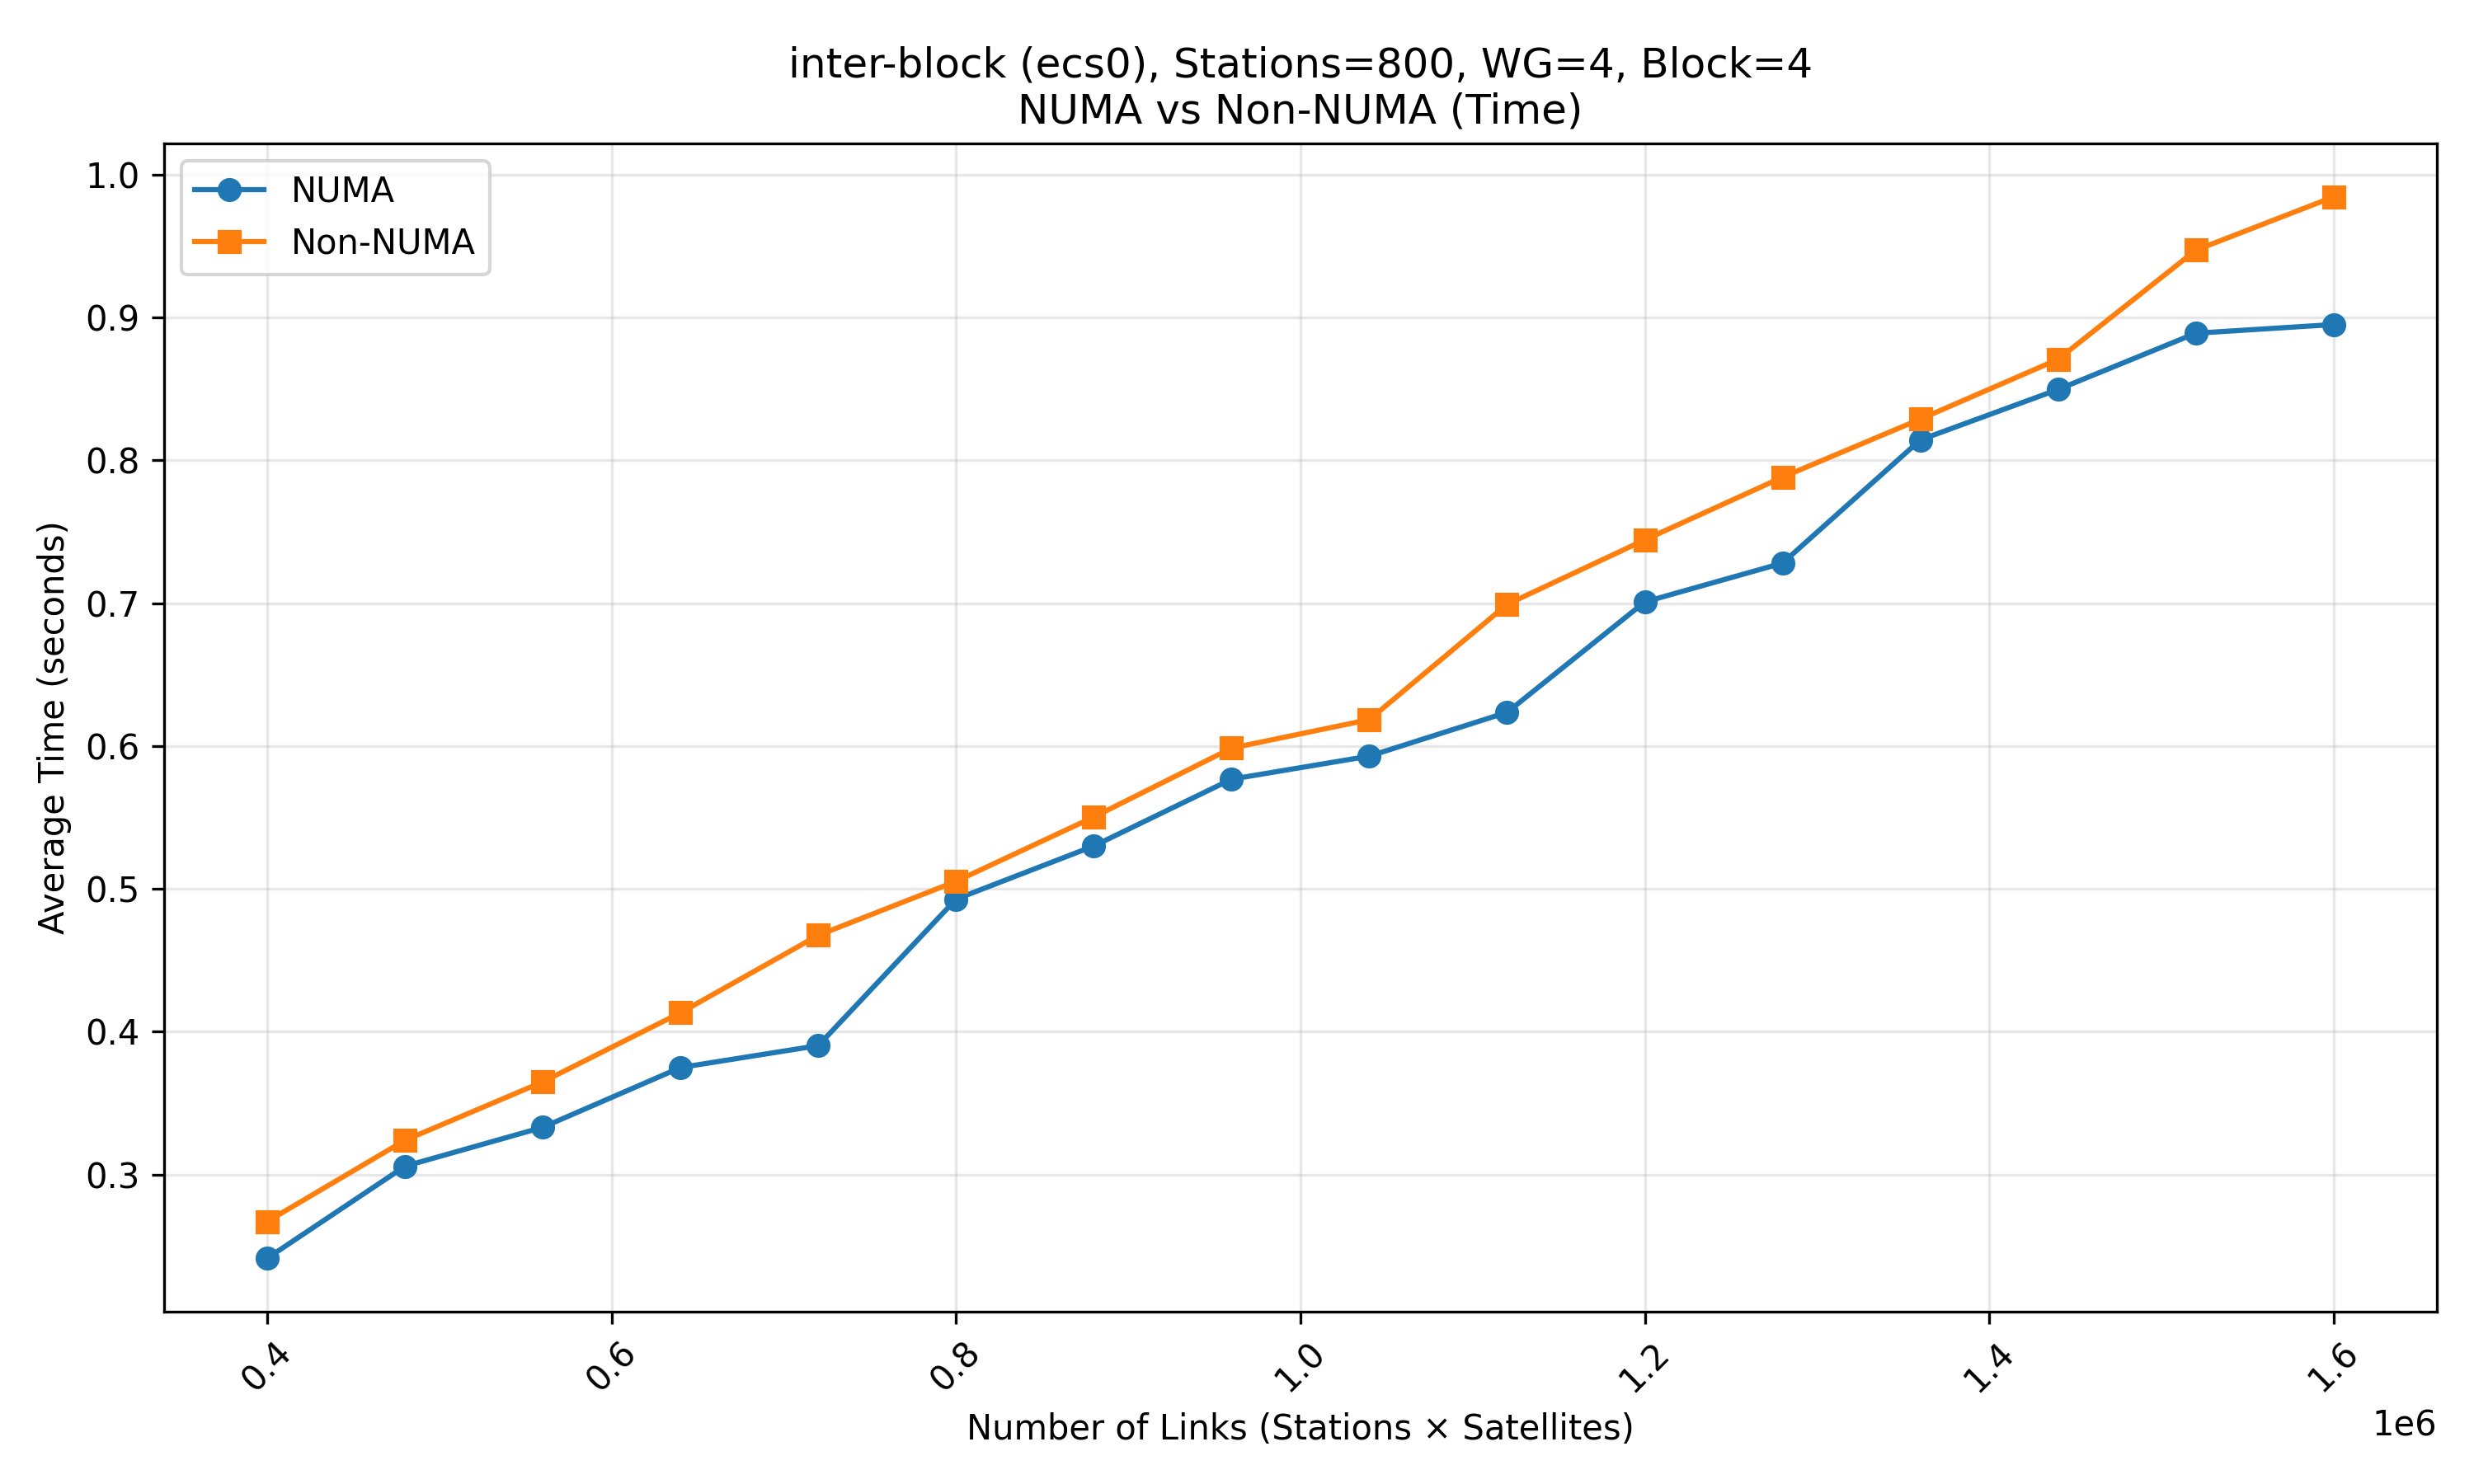 inter-block (ecs0), Stations=800, WG=4, Block=4
NUMA vs Non-NUMA (Time)
NUMA
Non-NUMA
Average Time (seconds)
1.0
0.9
0.8
0.7
0.6
0.5
0.4
0.3
0.4
0.6
0.8
1.0
1.2
1.4
1.6
1e6
Number of Links (Stations × Satellites)